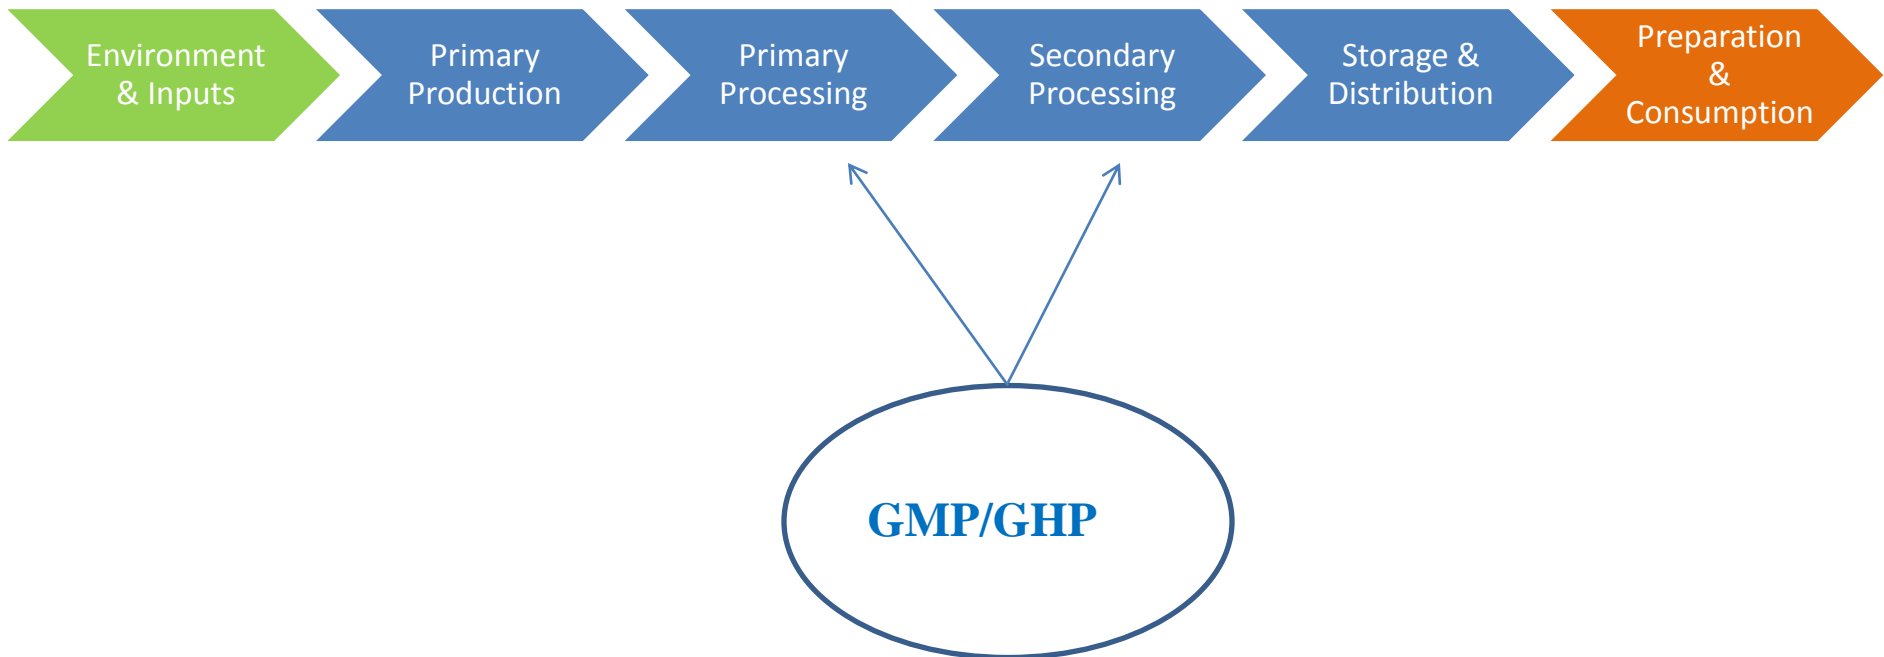 Environment
& Inputs
Primary
Production
Primary
Processing
Secondary
Processing
Storage &
Distribution
Preparation
&
Consumption
GMP/GHP